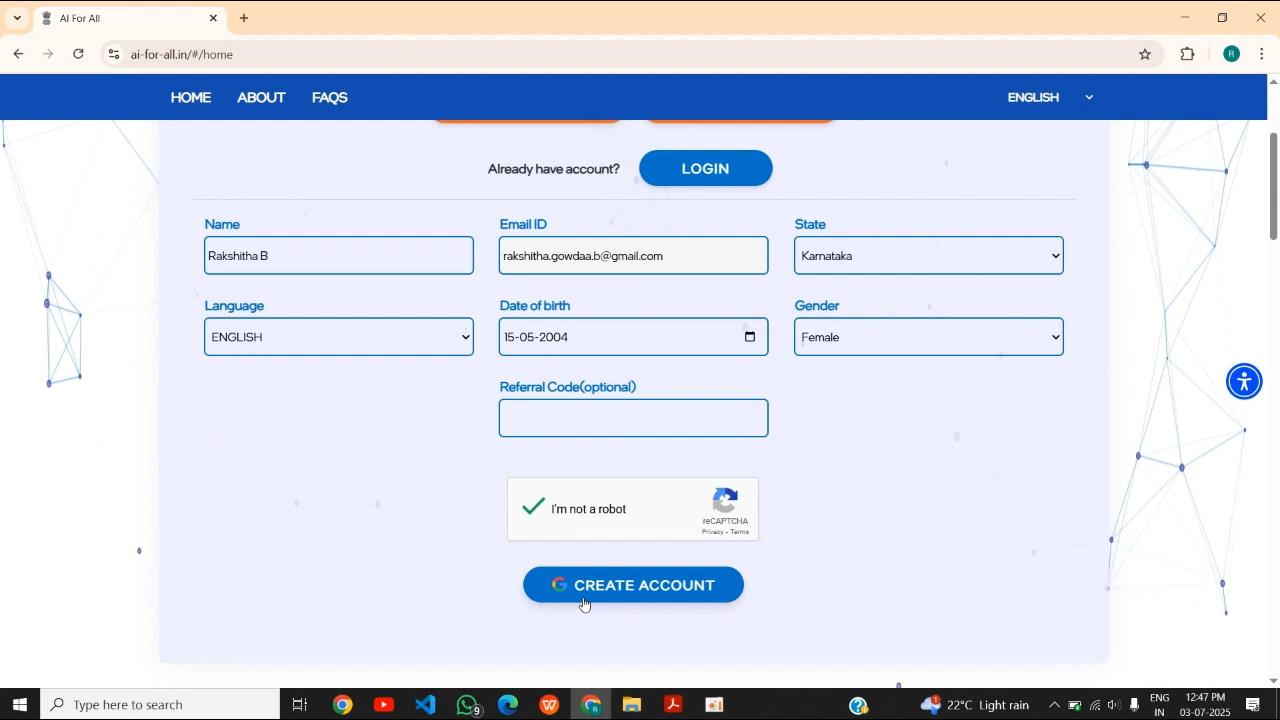 AI For All
ai-for-all.in/#/home
R
HOME ABOUT FAQS ENGLISH
Already have account? LOGIN
Name Email ID State
Rakshitha B rakshitha.gowdaa.b@gmail.com Karnataka
Language Date of birth Gender
ENGLISH 15-05-2004 Female
Referral Code(optional)
I'm not a robot
reCAPTCHA
Privacy - Terms
CREATE ACCOUNT
Type here to search 9 22°C Light rain ENG 12:47 PM
IN 03-07-2025